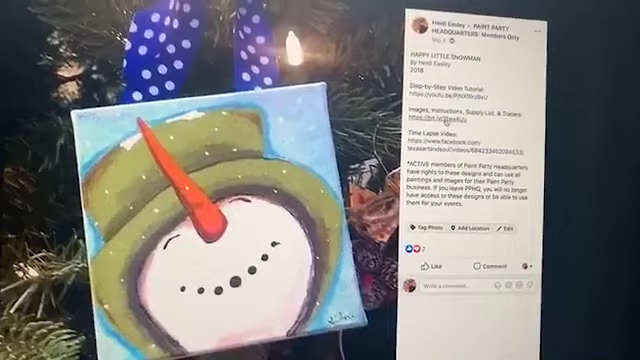 Heidi Easley ▸ PAINT PARTY
HEADQUARTERS: Members Only
May
HAPPY LITTLE SNOWMAN
By Heidi Easley
2018
Step-by-Step Video Tutorial:
Images, Instructions, Supply List, & Tracers:
Time Lapse Video:
https://www.facebook.com/
texasartandsoul/videos/
*ACTIVE members of Paint Party Headquarters
have rights to these designs and can use all
paintings and images for their Paint Party
business. If you leave PPHQ, you will no longer
have access to these designs or be able to use
them for your events.
Tag Photo Add Location Edit
2
Like Comment
Write a comment...